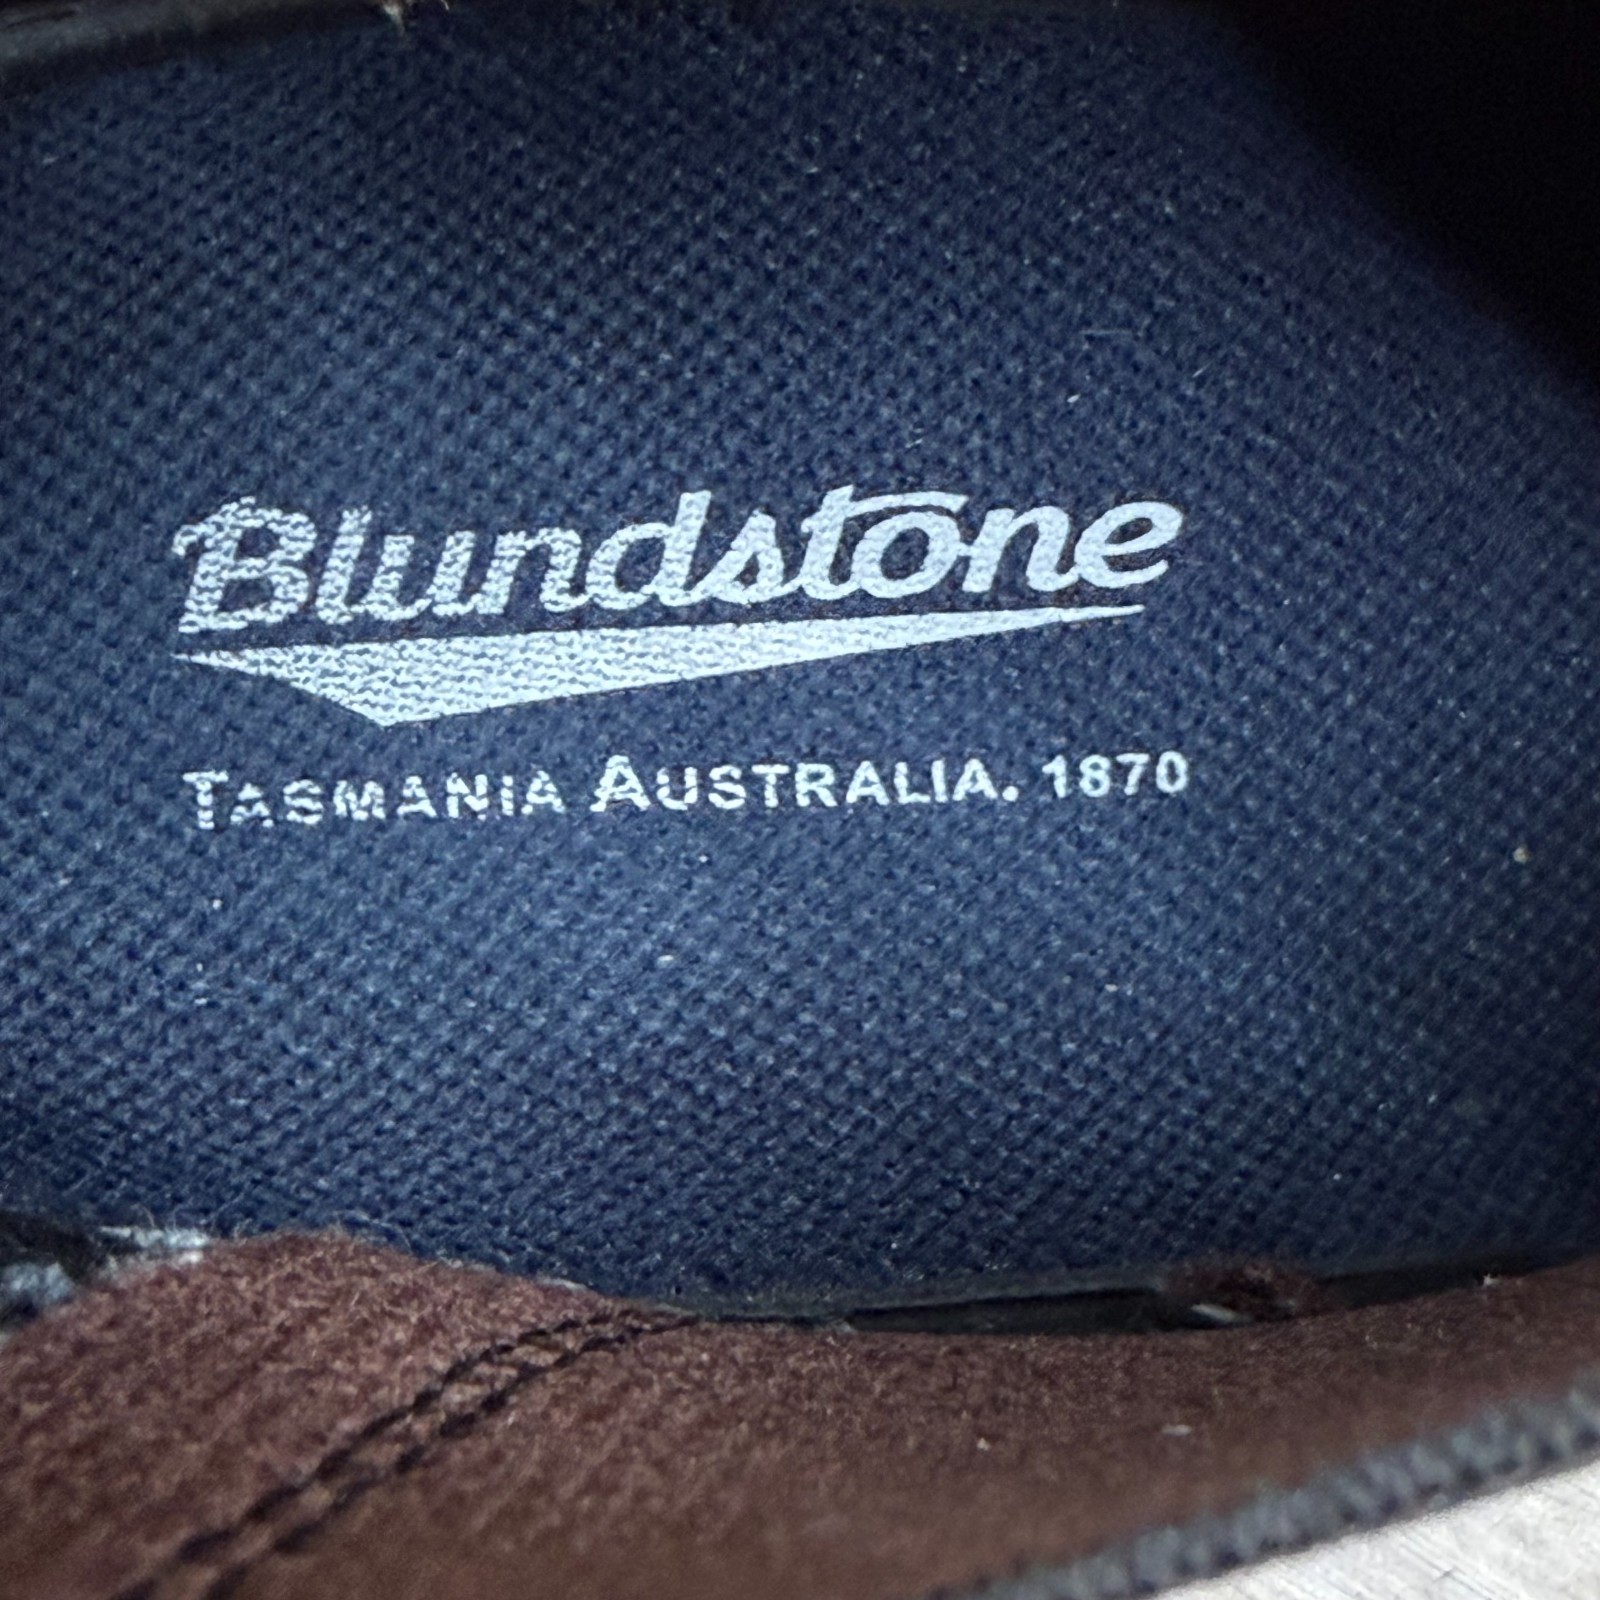 Blundstone
TASMANIA AUSTRALIA. 1870